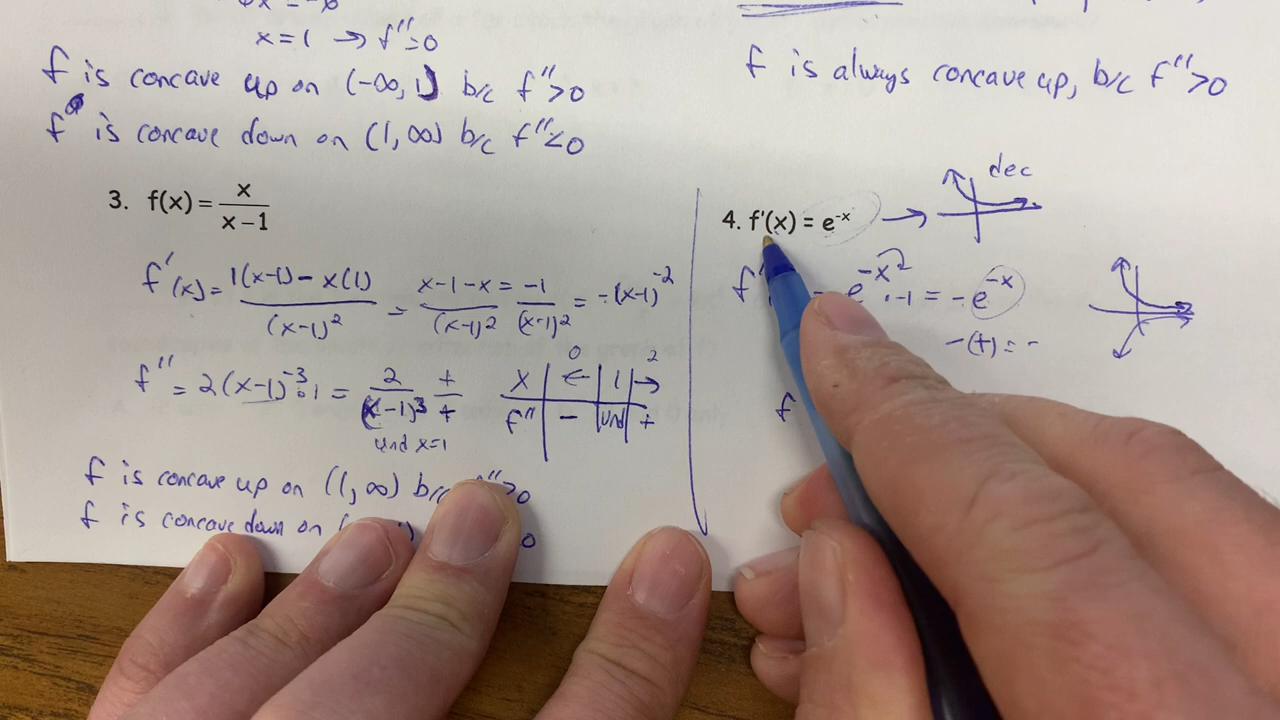 x = 1 → f'' = 0
f is concave up on (-∞, 1) b/c f'' > 0
f is concave down on (1, ∞) b/c f'' < 0
3. f(x) = x / (x - 1)
f'(x) = (1(x-1) - x(1)) / (x-1)² = (x-1-x) / (x-1)² = -1 / (x-1)² = -(x-1)⁻²
f'' = 2(x-1)⁻³ · 1 = 2 / (x-1)³ + / +
und x=1
x ← 0 1 → 2
f'' - und +
f is concave up on (1, ∞) b/c f'' > 0
f is concave down on (
f is always concave up, b/c f'' > 0
dec
4. f'(x) = e⁻ˣ →
e⁻ˣ · -1 = - e⁻ˣ
-(+) = -
f